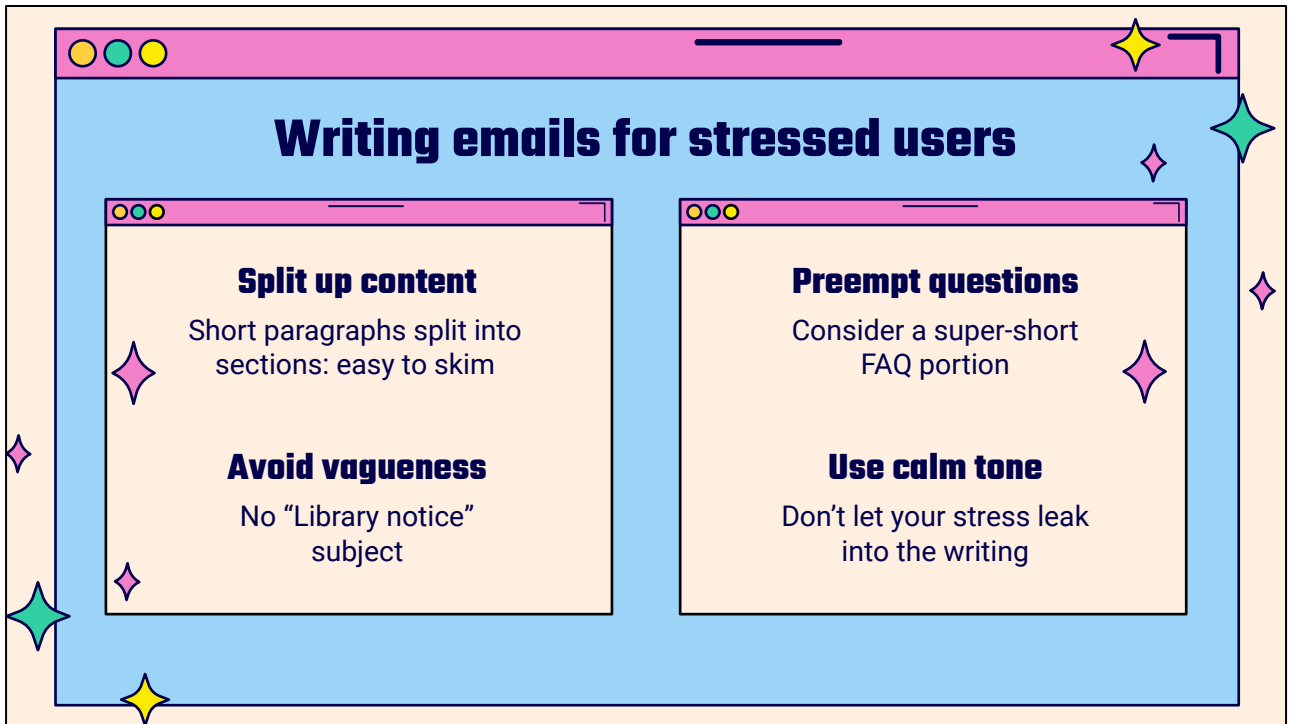 Writing emails for stressed users
Split up content
Short paragraphs split into
sections: easy to skim
Avoid vagueness
No “Library notice”
subject
Preempt questions
Consider a super-short
FAQ portion
Use calm tone
Don’t let your stress leak
into the writing